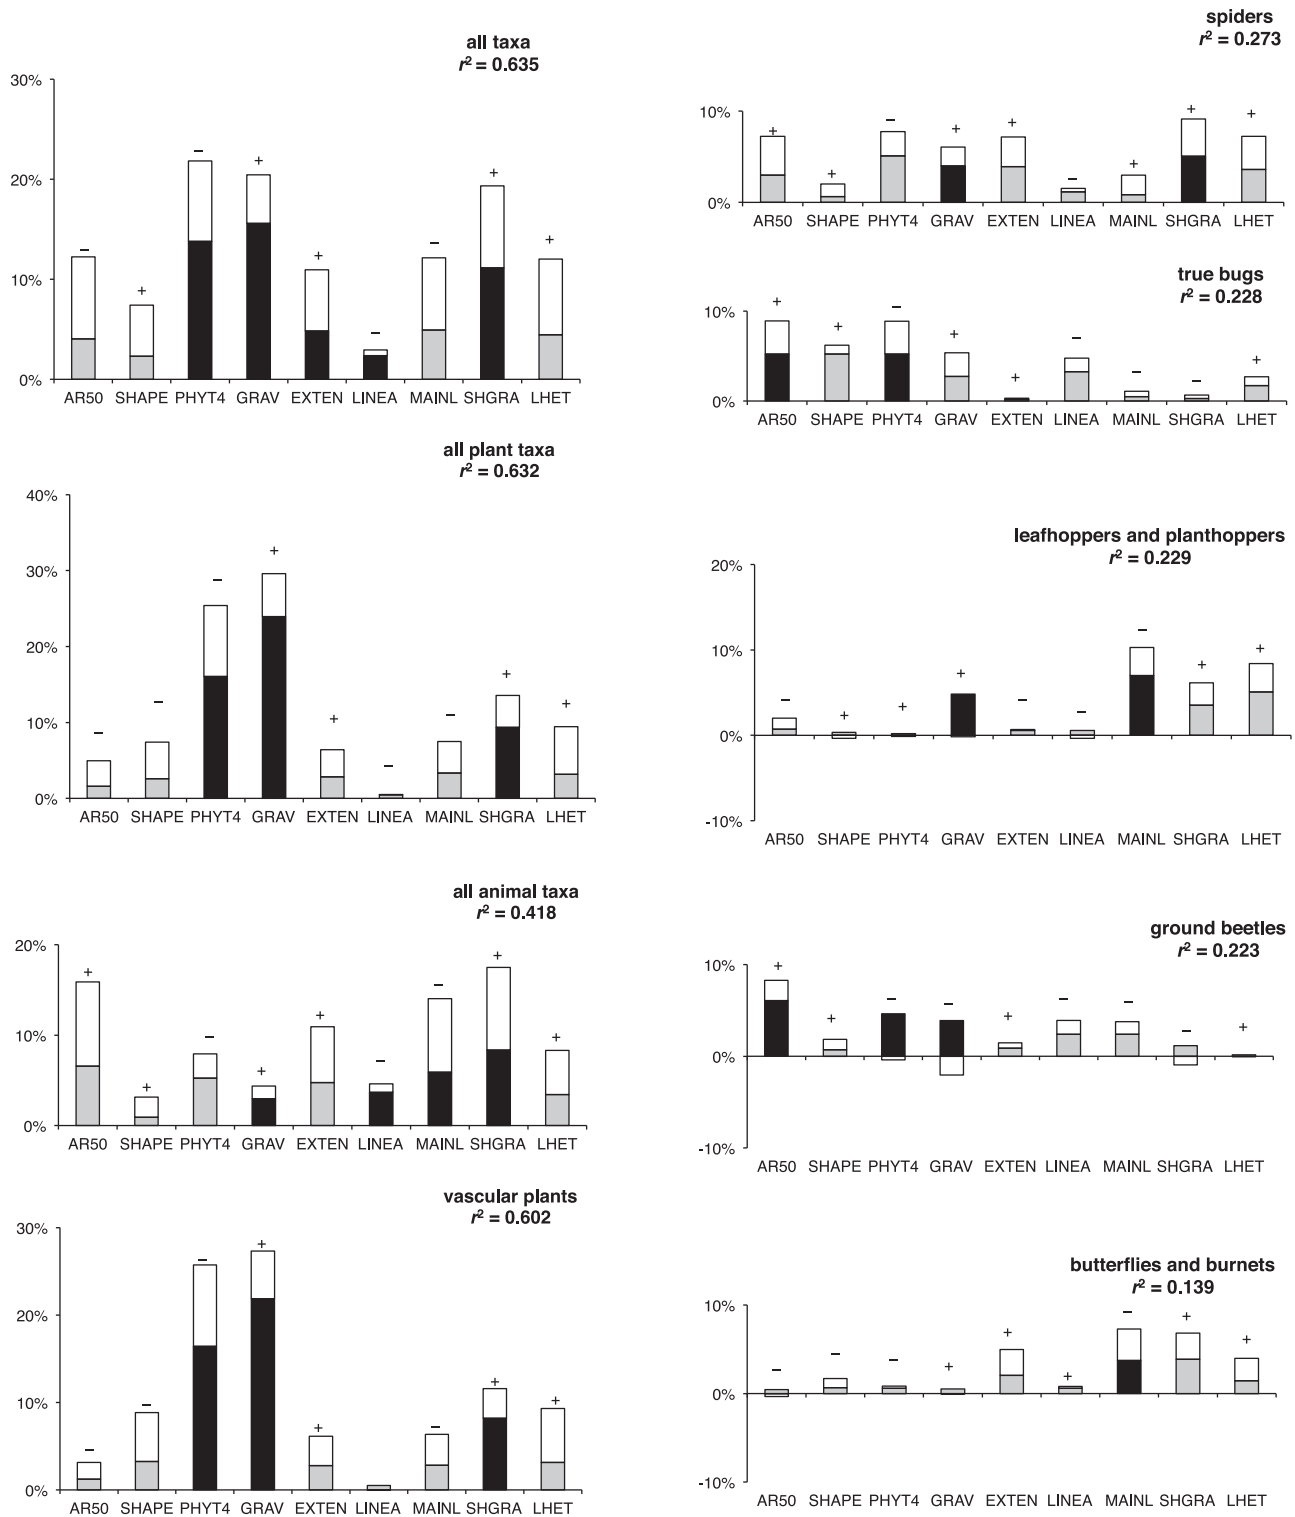 all taxa
r² = 0.635
30%
20%
10%
0%
− + − + + − − + +
AR50 SHAPE PHYT4 GRAV EXTEN LINEA MAINL SHGRA LHET
all plant taxa
r² = 0.632
40%
30%
20%
10%
0%
− − − + + − − + +
AR50 SHAPE PHYT4 GRAV EXTEN LINEA MAINL SHGRA LHET
all animal taxa
r² = 0.418
20%
10%
0%
+ + − + + − − + +
AR50 SHAPE PHYT4 GRAV EXTEN LINEA MAINL SHGRA LHET
vascular plants
r² = 0.602
30%
20%
10%
0%
− − − + + − + +
AR50 SHAPE PHYT4 GRAV EXTEN LINEA MAINL SHGRA LHET
spiders
r² = 0.273
10%
0%
+ + − + + − + + +
AR50 SHAPE PHYT4 GRAV EXTEN LINEA MAINL SHGRA LHET
true bugs
r² = 0.228
10%
0%
+ + − + + − − − +
AR50 SHAPE PHYT4 GRAV EXTEN LINEA MAINL SHGRA LHET
leafhoppers and planthoppers
r² = 0.229
20%
10%
0%
-10%
− + + + − − − + +
AR50 SHAPE PHYT4 GRAV EXTEN LINEA MAINL SHGRA LHET
ground beetles
r² = 0.223
10%
0%
-10%
+ + − − + − − − +
AR50 SHAPE PHYT4 GRAV EXTEN LINEA MAINL SHGRA LHET
butterflies and burnets
r² = 0.139
10%
0%
-10%
− − − + + + − + +
AR50 SHAPE PHYT4 GRAV EXTEN LINEA MAINL SHGRA LHET